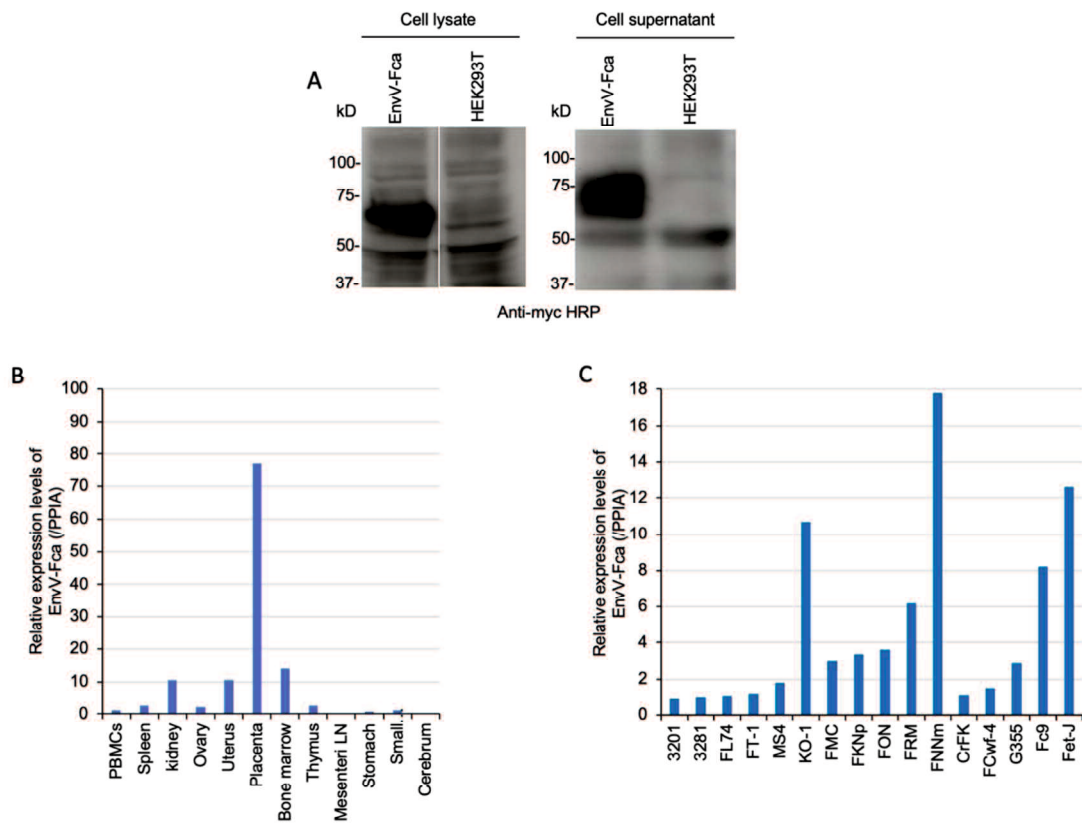 Cell lysate
Cell supernatant
A
EnvV-Fca
HEK293T
EnvV-Fca
HEK293T
kD
kD
100-
75-
50-
37-
100-
75-
50-
37-
Anti-myc HRP
B
Relative expression levels of
EnvV-Fca (/PPIA)
100
90
80
70
60
50
40
30
20
10
0
PBMCs
Spleen
kidney
Ovary
Uterus
Placenta
Bone marrow
Thymus
Mesenteri LN
Stomach
Small..
Cerebrum
C
Relative expression levels of
EnvV-Fca (/PPIA)
18
16
14
12
10
8
6
4
2
0
3201
3281
FL74
FT-1
MS4
KO-1
FMC
FKNp
FON
FRM
FNNm
CrFK
FCwf-4
G355
Fc9
Fet-J